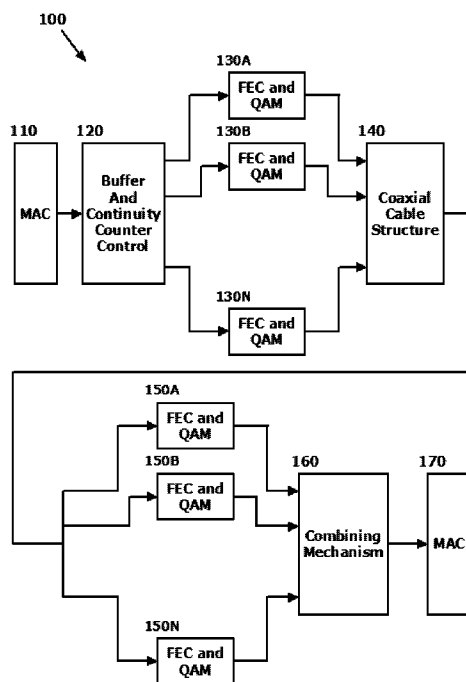 100
110
MAC
120
Buffer
And
Continuity
Counter
Control
130A
FEC and
QAM
130B
FEC and
QAM
130N
FEC and
QAM
140
Coaxial
Cable
Structure
150A
FEC and
QAM
150B
FEC and
QAM
150N
FEC and
QAM
160
Combining
Mechanism
170
MAC